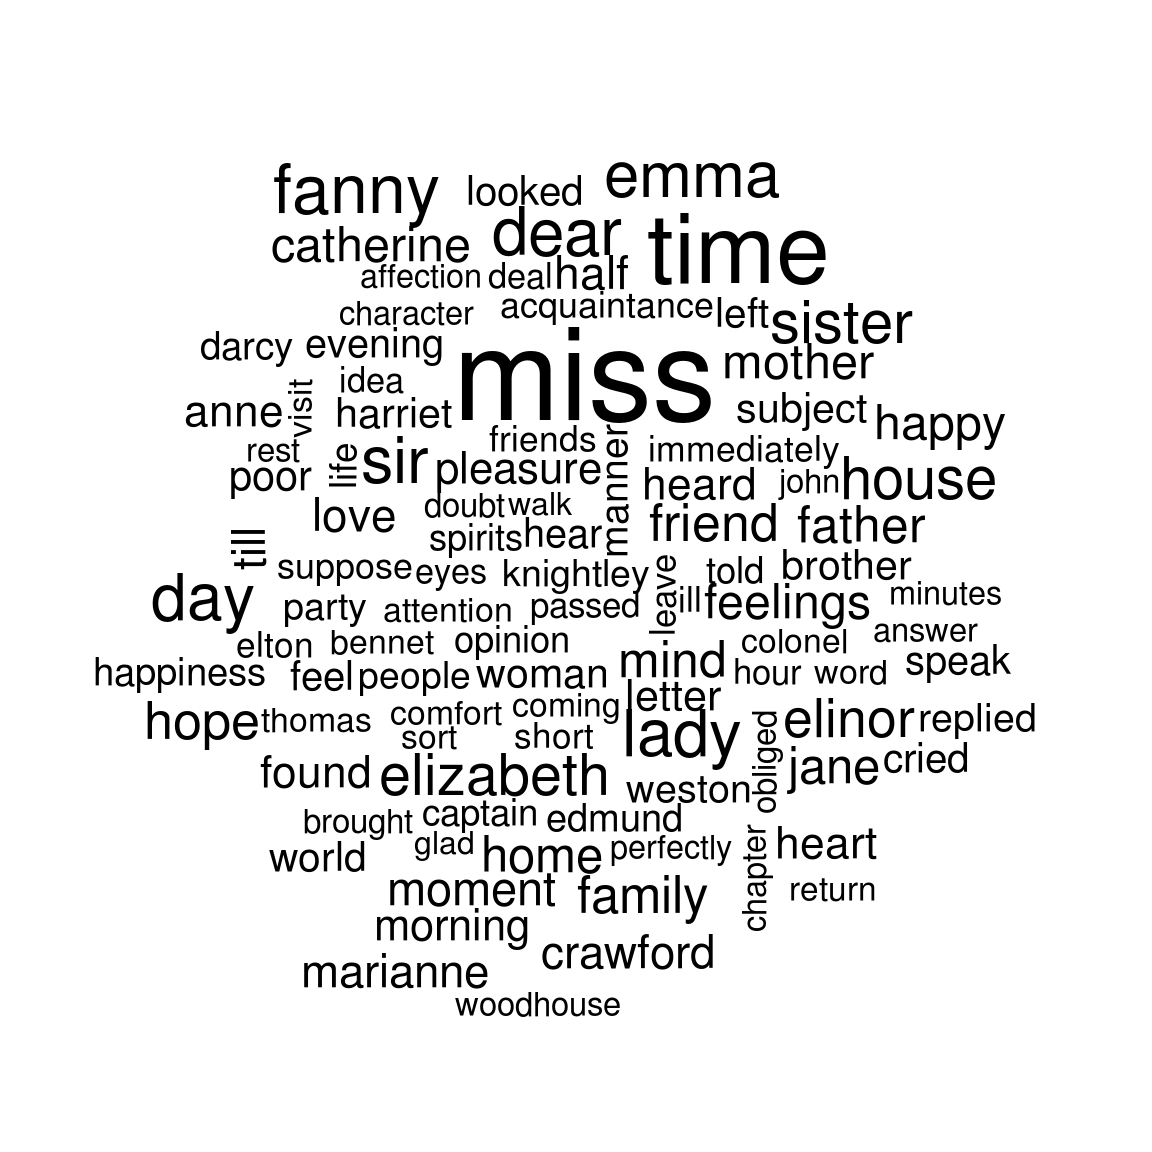 fanny looked emma
catherine dear time
affection deal half
character acquaintance left sister
darcy evening miss mother
idea
anne visit harriet subject happy
rest friends immediately
poor life sir pleasure manner heard john house
love doubt walk friend father
till spirits hear
suppose eyes knightley leave told brother
day party attention passed ill feelings minutes
elton bennet opinion colonel answer
happiness feel people woman mind hour word speak
hope thomas comfort coming letter elinor replied
sort short lady obliged
found elizabeth weston jane cried
brought captain edmund
world glad home perfectly chapter heart
moment family return
morning
marianne crawford
woodhouse